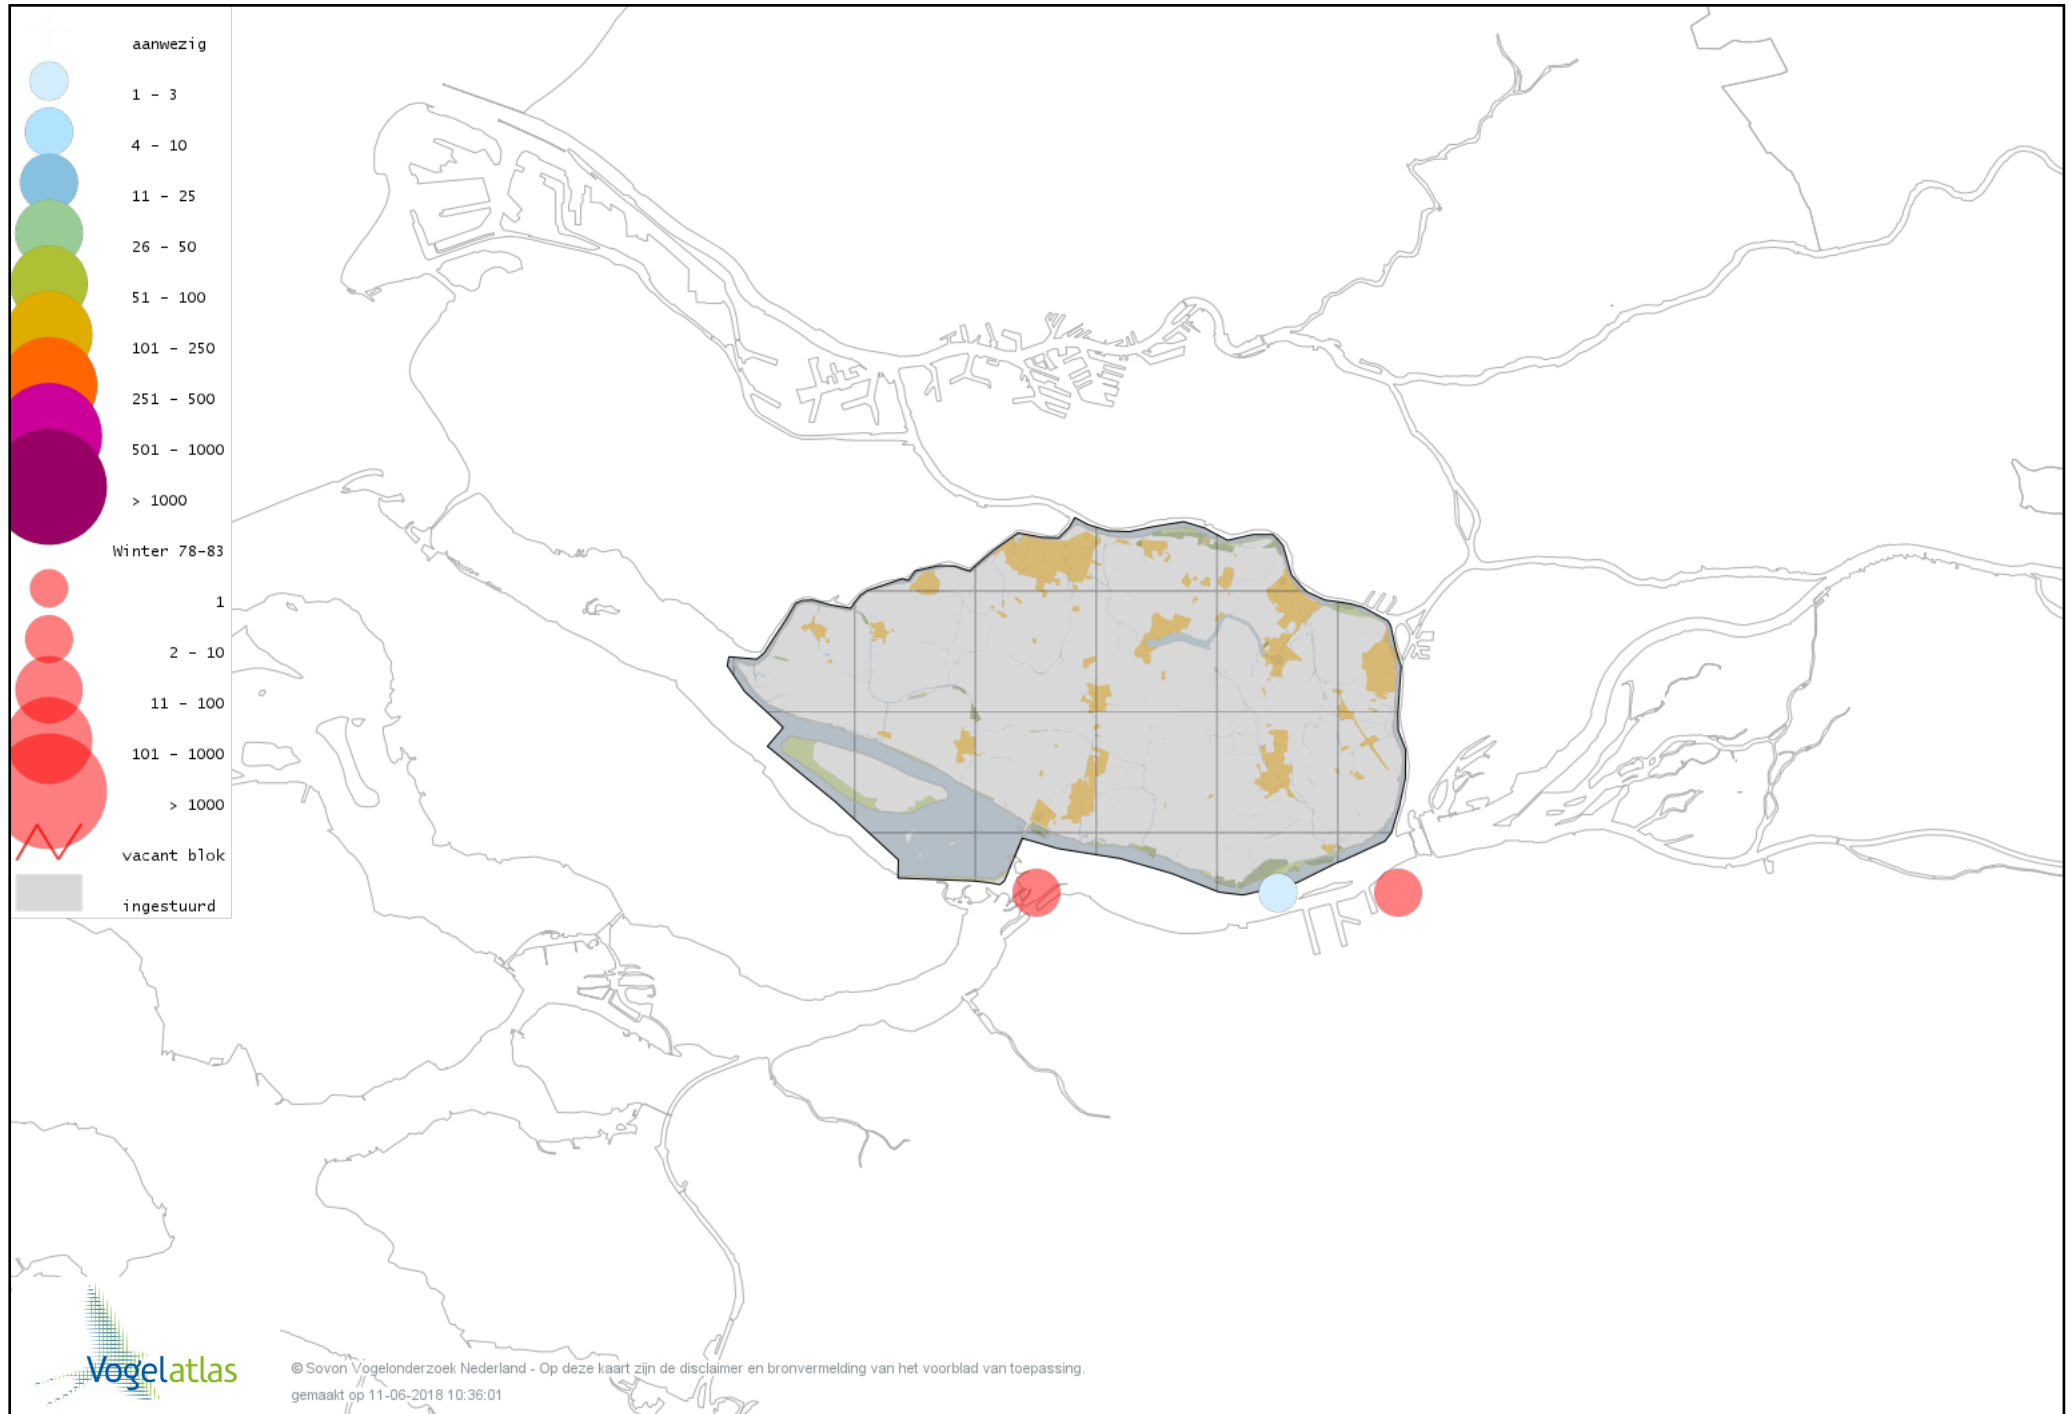 aanwezig
1 - 3
4 - 10
11 - 25
26 - 50
51 - 100
101 - 250
251 - 500
501 - 1000
> 1000
Winter 78-83
1
2 - 10
11 - 100
101 - 1000
> 1000
vacant blok
ingestuurd
Vogelatlas
© Sovon Vogelonderzoek Nederland - Op deze kaart zijn de disclaimer en bronvermelding van het voorblad van toepassing.
gemaakt op 11-06-2018 10:36:01